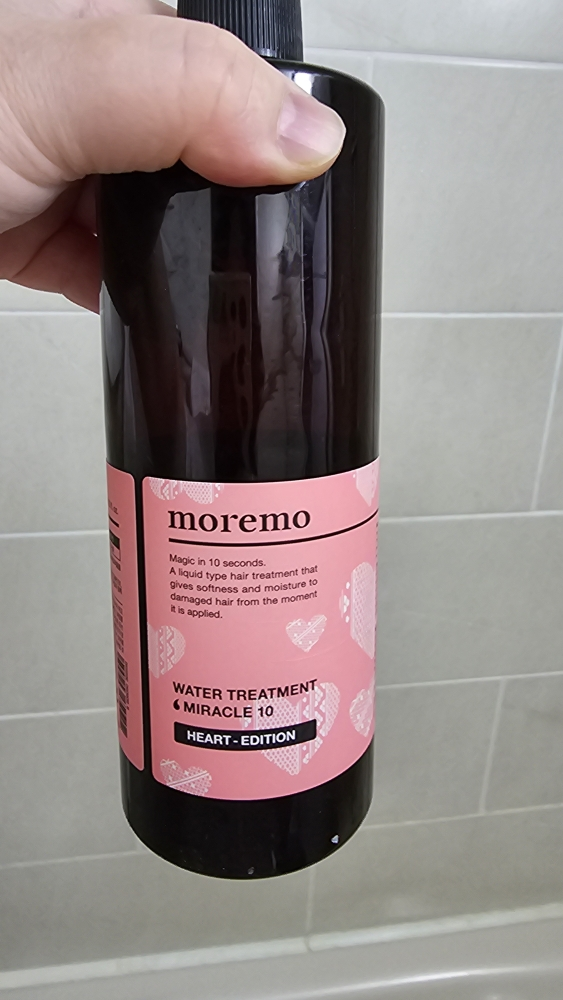 moremo
Magic in 10 seconds.
A liquid type hair treatment that
gives softness and moisture to
damaged hair from the moment
it is applied.
WATER TREATMENT
MIRACLE 10
HEART-EDITION